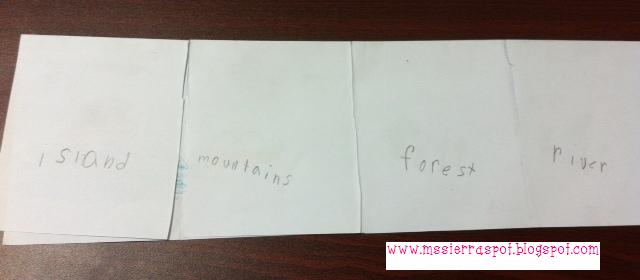 island
mountains
forest
river
www.mssierraspot.blogspot.com